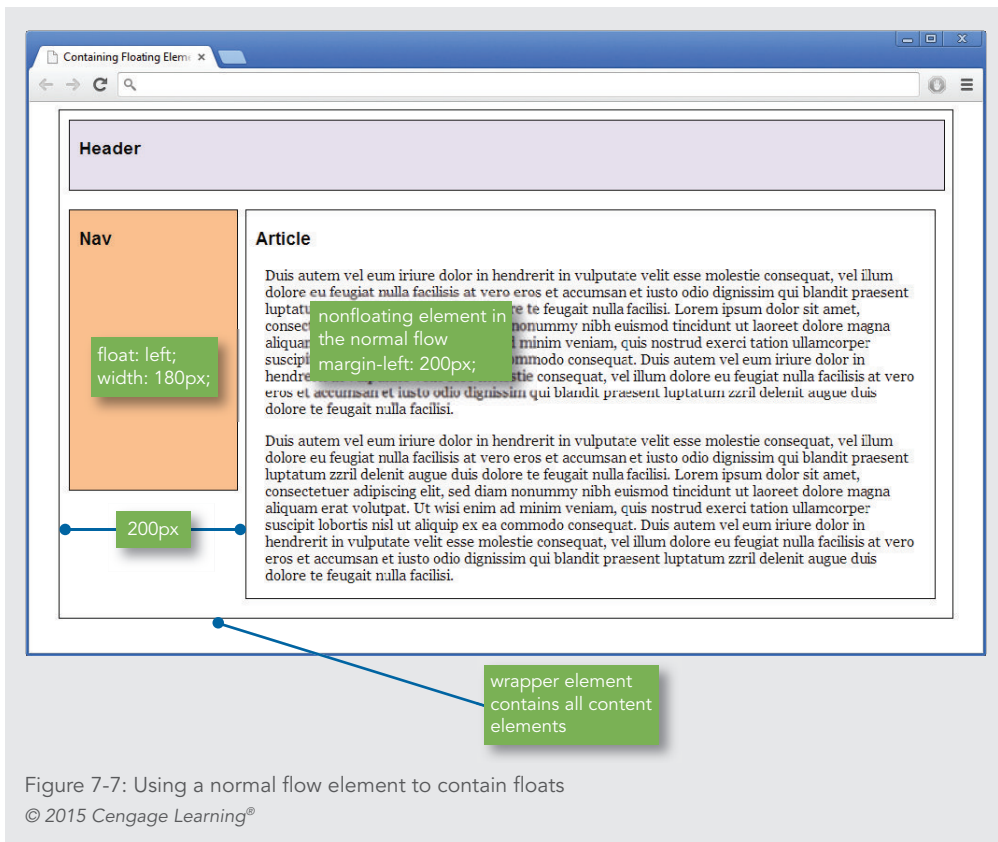 Containing Floating Elem
Header
Nav
Article
Duis autem vel eum iriure dolor in hendrerit in vulputate velit esse molestie consequat, vel illum
dolore eu feugiat nulla facilisis at vero eros et accumsan et iusto odio dignissim qui blandit praesent
luptatu re te feugait nulla facilisi. Lorem ipsum dolor sit amet,
consec nonummy nibh euismod tincidunt ut laoreet dolore magna
aliquam minim veniam, quis nostrud exerci tation ullamcorper
suscipi mmodo consequat. Duis autem vel eum iriure dolor in
hendre stie consequat, vel illum dolore eu feugiat nulla facilisis at vero
eros et accumsan et iusto odio dignissim qui blandit praesent luptatum zzril delenit augue duis
dolore te feugait nulla facilisi.
nonfloating element in
the normal flow
margin-left: 200px;
float: left;
width: 180px;
Duis autem vel eum iriure dolor in hendrerit in vulputate velit esse molestie consequat, vel illum
dolore eu feugiat nulla facilisis at vero eros et accumsan et iusto odio dignissim qui blandit praesent
luptatum zzril delenit augue duis dolore te feugait nulla facilisi. Lorem ipsum dolor sit amet,
consectetuer adipiscing elit, sed diam nonummy nibh euismod tincidunt ut laoreet dolore magna
aliquam erat volutpat. Ut wisi enim ad minim veniam, quis nostrud exerci tation ullamcorper
suscipit lobortis nisl ut aliquip ex ea commodo consequat. Duis autem vel eum iriure dolor in
hendrerit in vulputate velit esse molestie consequat, vel illum dolore eu feugiat nulla facilisis at vero
eros et accumsan et iusto odio dignissim qui blandit praesent luptatum zzril delenit augue duis
dolore te feugait nulla facilisi.
200px
wrapper element
contains all content
elements
Figure 7-7: Using a normal flow element to contain floats
© 2015 Cengage Learning®